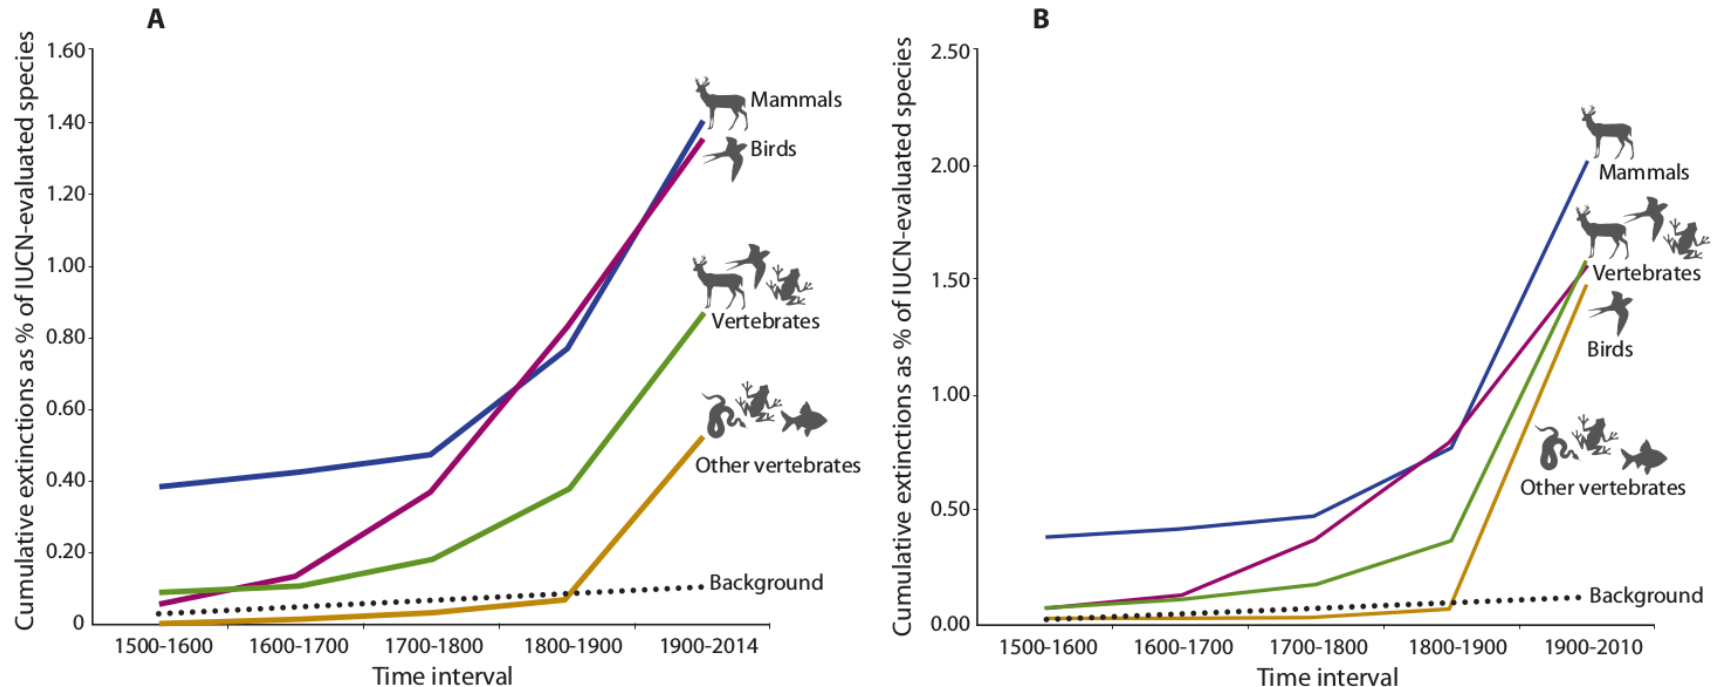 A
Cumulative extinctions as % of IUCN-evaluated species
1.60
1.40
1.20
1.00
0.80
0.60
0.40
0.20
0
Mammals
Birds
Vertebrates
Other vertebrates
Background
1500-1600
1600-1700
1700-1800
1800-1900
1900-2014
Time interval
B
Cumulative extinctions as % of IUCN-evaluated species
2.50
2.00
1.50
1.00
0.50
0.00
Mammals
Vertebrates
Birds
Other vertebrates
Background
1500-1600
1600-1700
1700-1800
1800-1900
1900-2010
Time interval